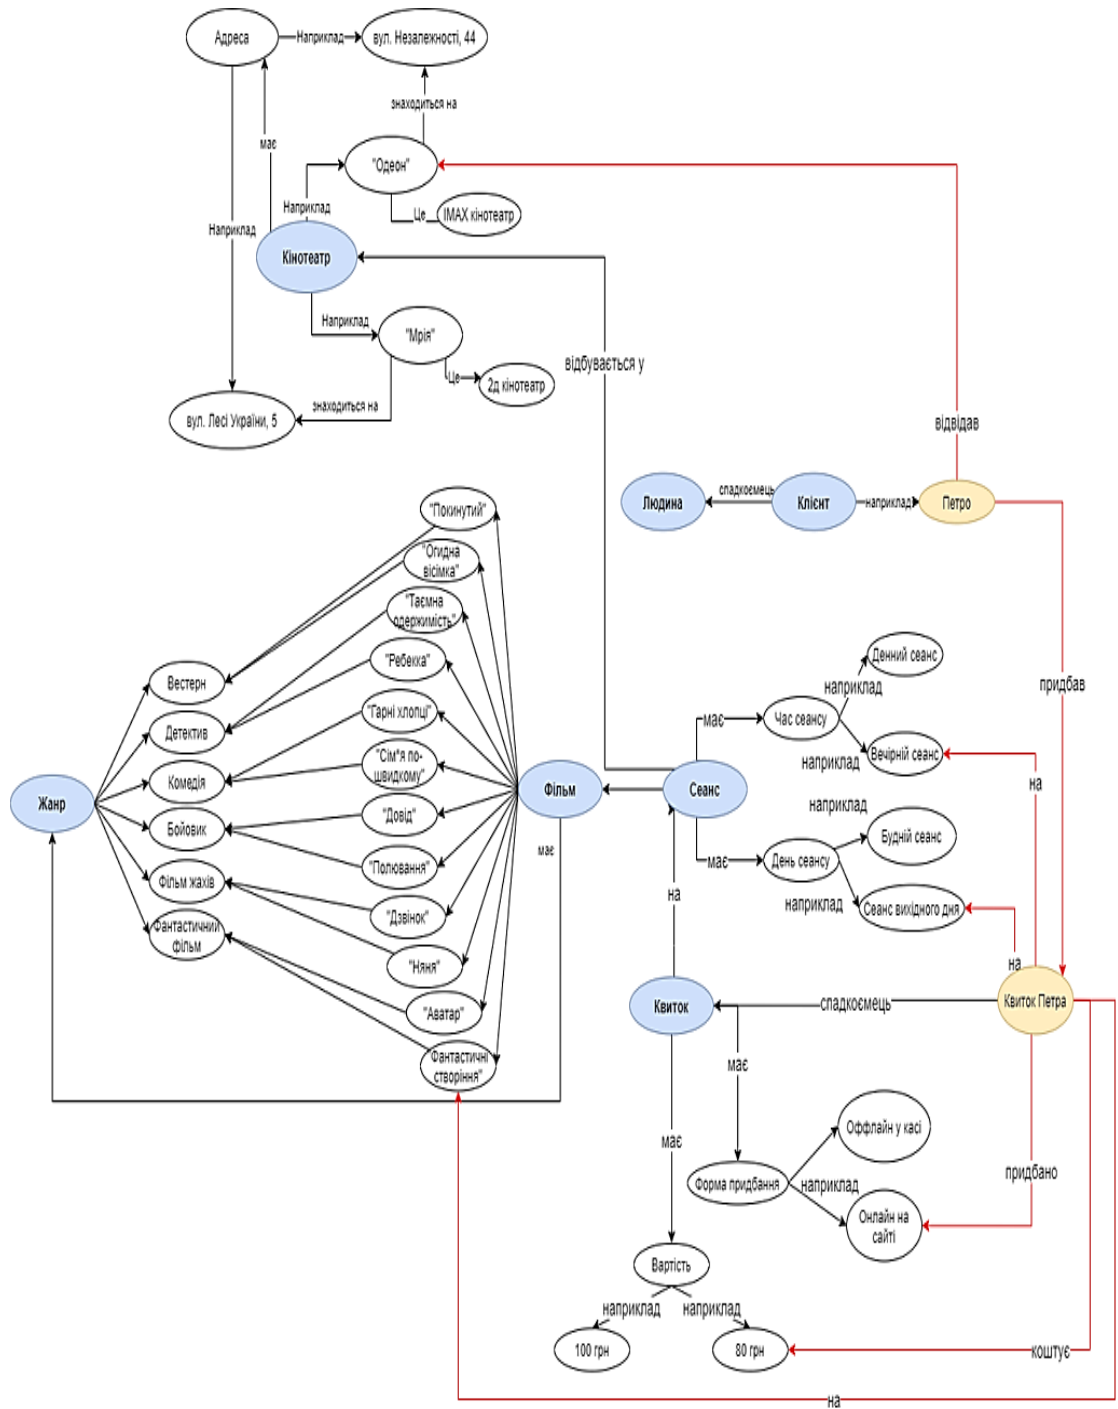 Адреса
Наприклад
вул. Незалежності, 44
знаходиться на
має
"Одеон"
Наприклад
Це
IMAX кінотеатр
Наприклад
Кінотеатр
Наприклад
"Мрія"
відбувається у
Це
2д кінотеатр
знаходиться на
вул. Лесі України, 5
відвідав
Людина
спадкоємець
Клієнт
наприклад
Петро
"Покинутий"
"Огидна
вісімка"
"Таємна
одержимість"
"Ребекка"
Вестерн
"Гарні хлопці"
Детектив
"Сім"я по-
швидкому"
Комедія
Жанр
"Довід"
Бойовик
"Полювання"
Фільм жахів
"Дзвінок"
Фантастичний
фільм
"Няня"
"Аватар"
Фантастичні
створіння"
Фільм
має
Сеанс
має
Час сеансу
наприклад
Денний сеанс
наприклад
Вечірній сеанс
придбав
на
має
День сеансу
наприклад
Будній сеанс
наприклад
Сеанс вихідного дня
на
на
Квиток
спадкоємець
Квиток Петра
має
має
Форма придбання
Оффлайн у касі
наприклад
Онлайн на
сайті
придбано
Вартість
наприклад
наприклад
100 грн
80 грн
коштує
на